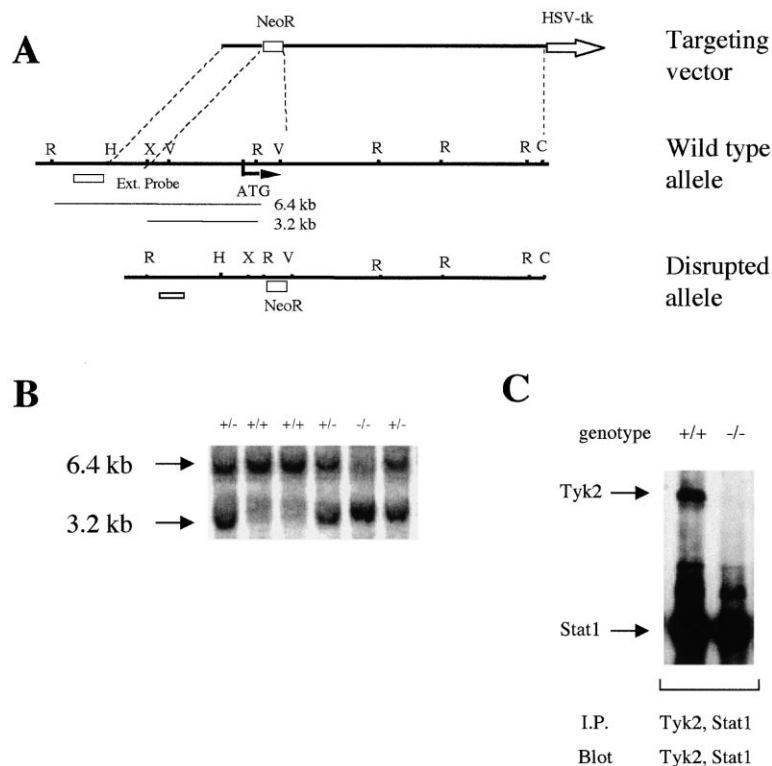 A
NeoR
HSV-tk
Targeting
vector
R H X V R V R R R C
Wild type
allele
Ext. Probe
ATG
6.4 kb
3.2 kb
R H X R V R R R C
Disrupted
allele
NeoR
B
+/- +/+ +/+ +/- -/- +/-
6.4 kb
3.2 kb
C
genotype +/+ -/-
Tyk2
Stat1
I.P. Tyk2, Stat1
Blot Tyk2, Stat1